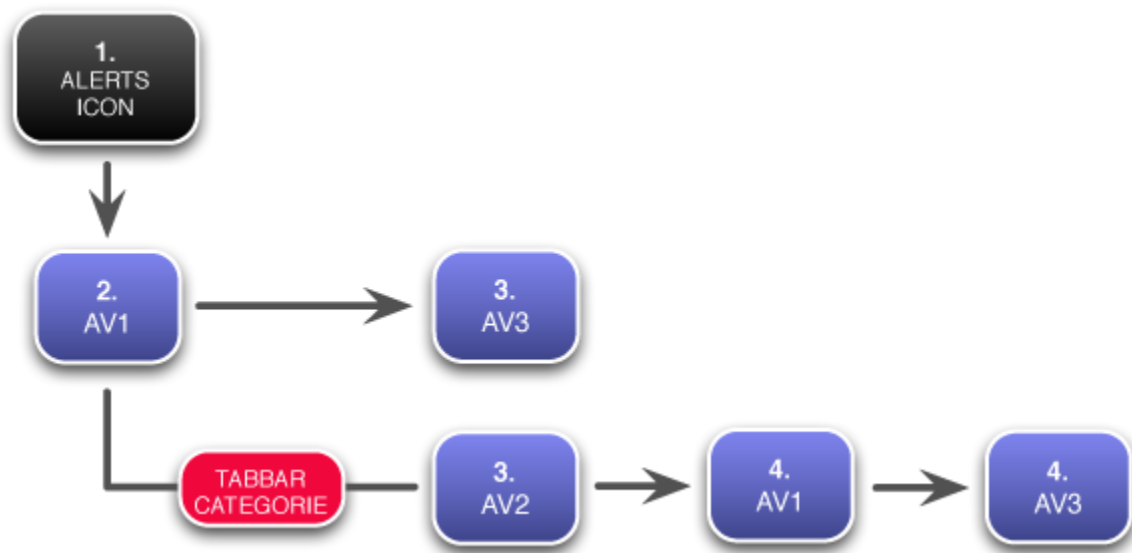 1.
ALERTS
ICON
2.
AV1
3.
AV3
TABBAR
CATEGORIE
3.
AV2
4.
AV1
4.
AV3